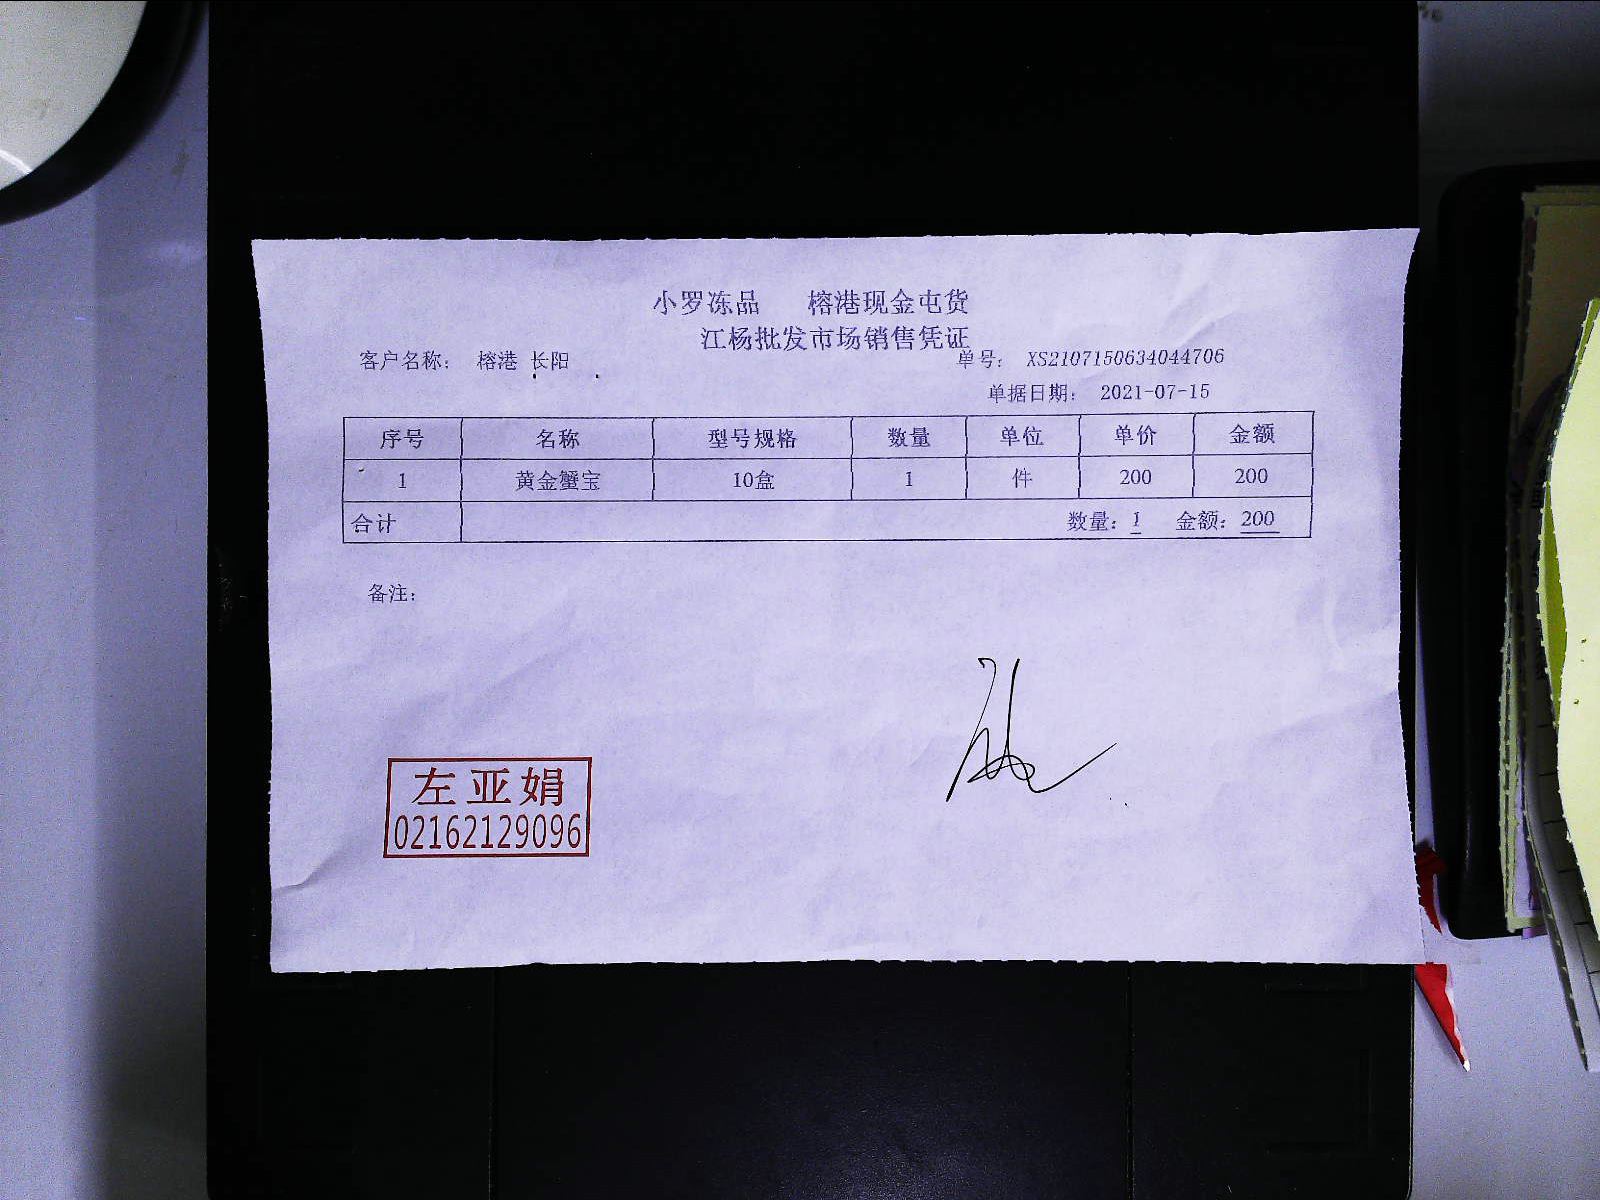 小罗冻品 榕港现金屯货
江杨批发市场销售凭证
客户名称： 榕港 长阳 单号： XS2107150634044706
单据日期： 2021-07-15
序号 名称 型号规格 数量 单位 单价 金额
1 黄金蟹宝 10盒 1 件 200 200
合计 数量：1 金额：200
备注：
左亚娟
02162129096